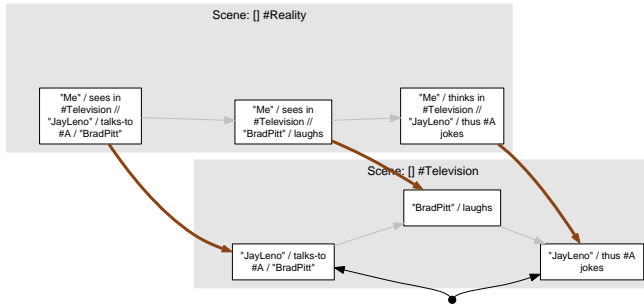 Scene: [] #Reality
"Me" / sees in
#Television //
"JayLeno" / talks-to
#A / "BradPitt"
"Me" / sees in
#Television //
"BradPitt" / laughs
"Me" / thinks in
#Television //
"JayLeno" / thus #A
jokes
Scene: [] #Television
"BradPitt" / laughs
"JayLeno" / talks-to
#A / "BradPitt"
"JayLeno" / thus #A
jokes